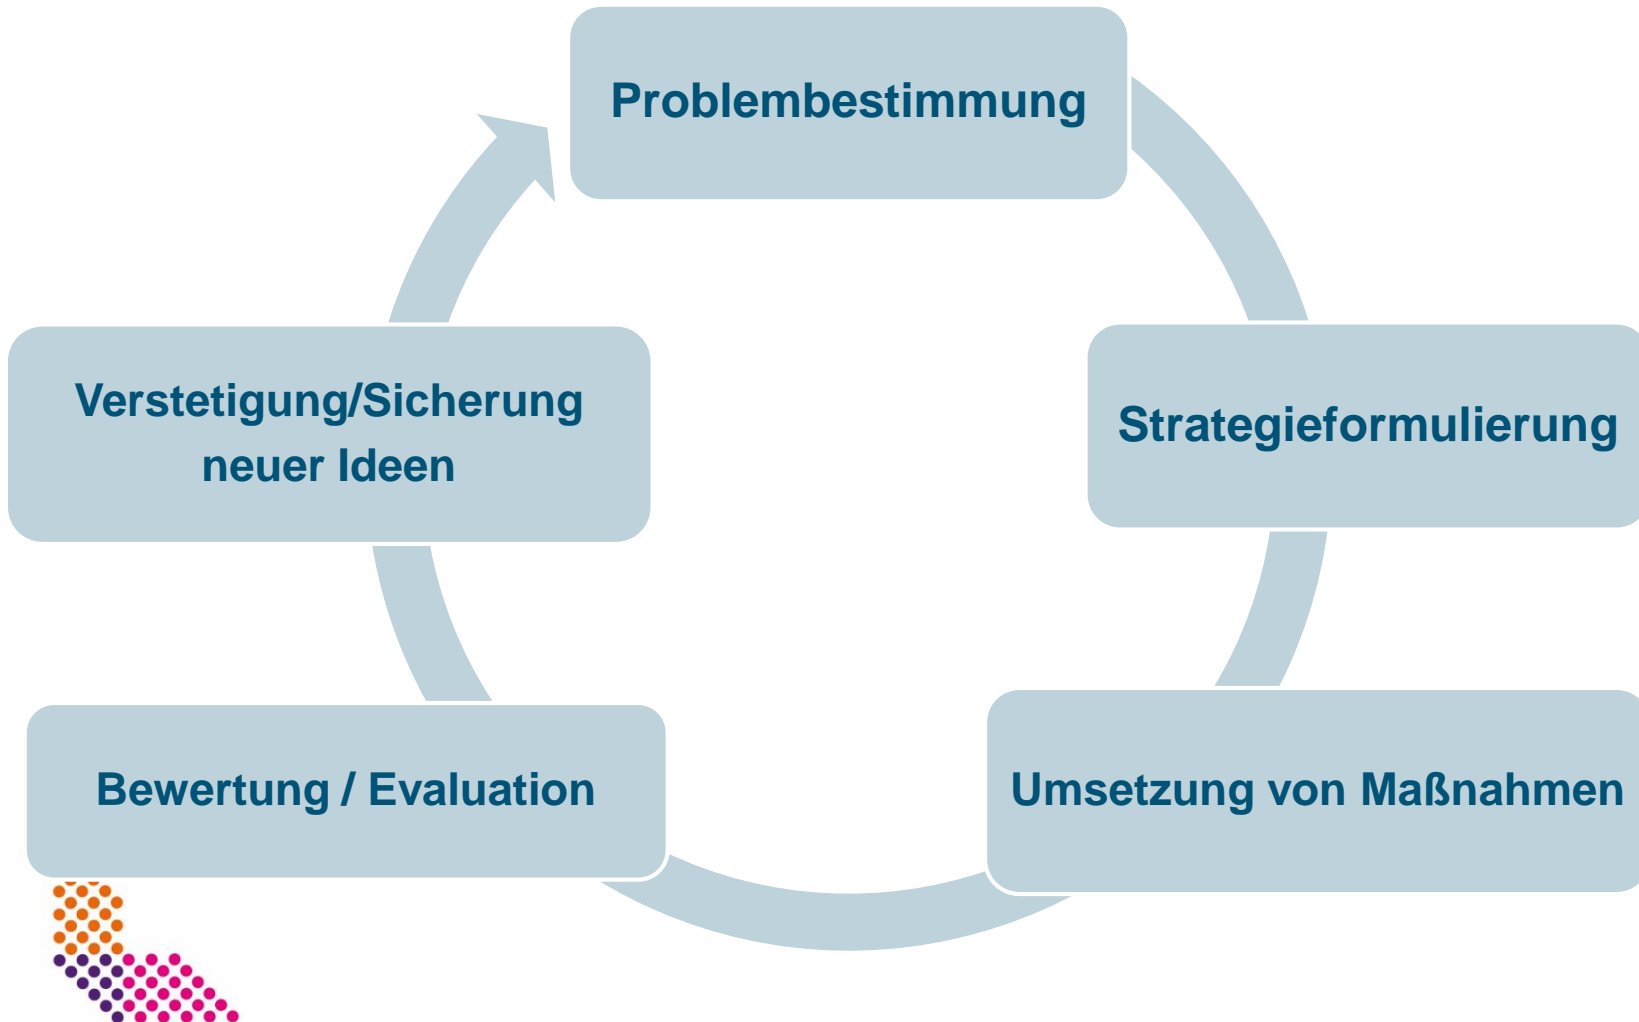 Problembestimmung
Strategieformulierung
Umsetzung von Maßnahmen
Bewertung / Evaluation
Verstetigung/Sicherung
neuer Ideen